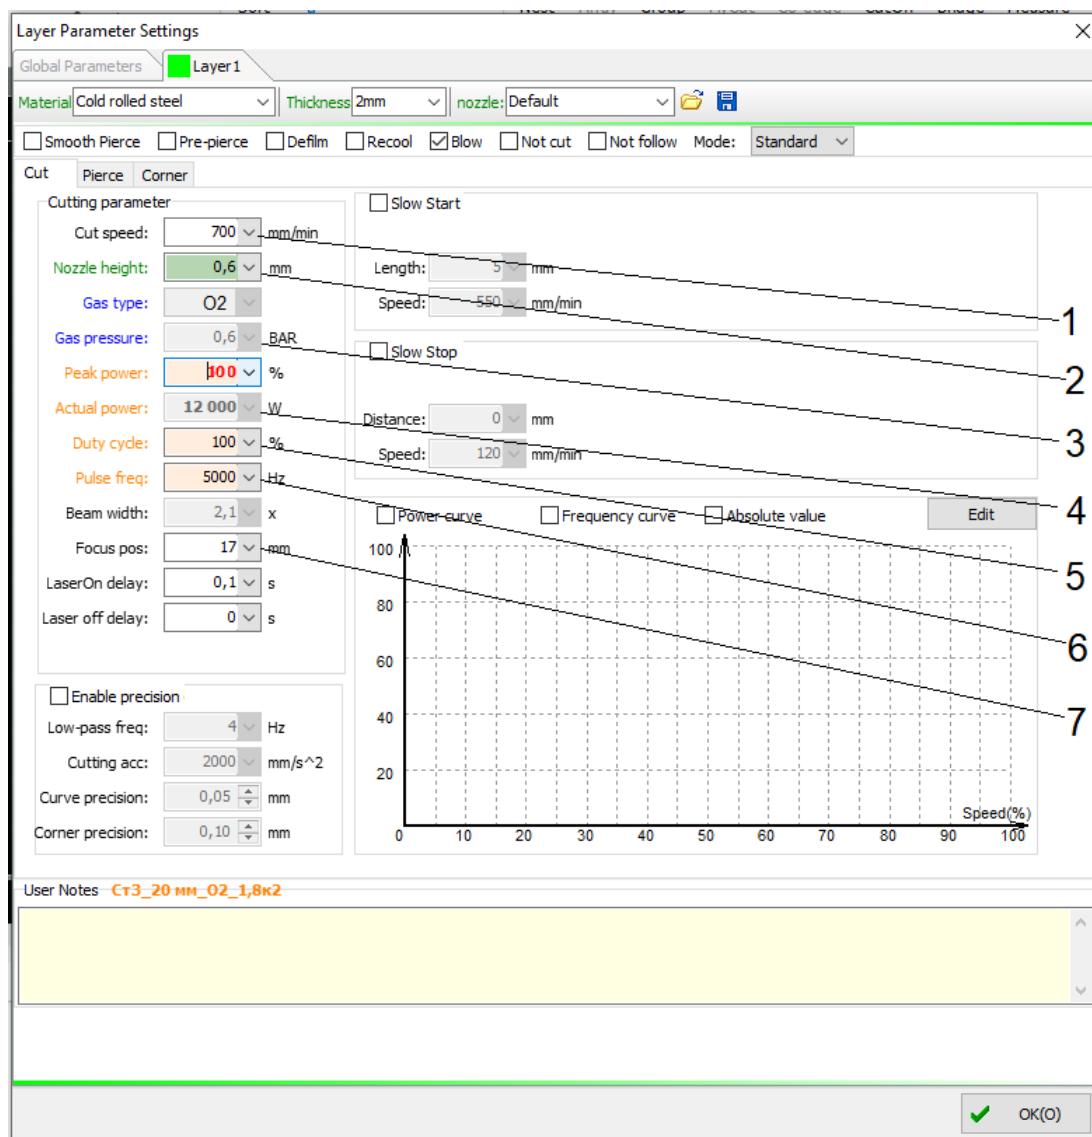 Layer Parameter Settings
Global Parameters Layer1
Material Cold rolled steel Thickness 2mm nozzle: Default
Smooth Pierce Pre-pierce Defilm Recool Blow Not cut Not follow Mode: Standard
Cut Pierce Corner
Cutting parameter
Cut speed: 700 mm/min
Nozzle height: 0,6 mm
Gas type: O2
Gas pressure: 0,6 BAR
Peak power: 100 %
Actual power: 12 000 W
Duty cycle: 100 %
Pulse freq: 5000 Hz
Beam width: 2,1 x
Focus pos: 17 mm
LaserOn delay: 0,1 s
Laser off delay: 0 s
Enable precision
Low-pass freq: 4 Hz
Cutting acc: 2000 mm/s^2
Curve precision: 0,05 mm
Corner precision: 0,10 mm
Slow Start
Length: 5 mm
Speed: 550 mm/min
Slow Stop
Distance: 0 mm
Speed: 120 mm/min
Power curve Frequency curve Absolute value Edit
100
80
60
40
20
Speed(%)
0 10 20 30 40 50 60 70 80 90 100
1
2
3
4
5
6
7
User Notes Ст3_20 мм_O2_1,8к2
OK(O)